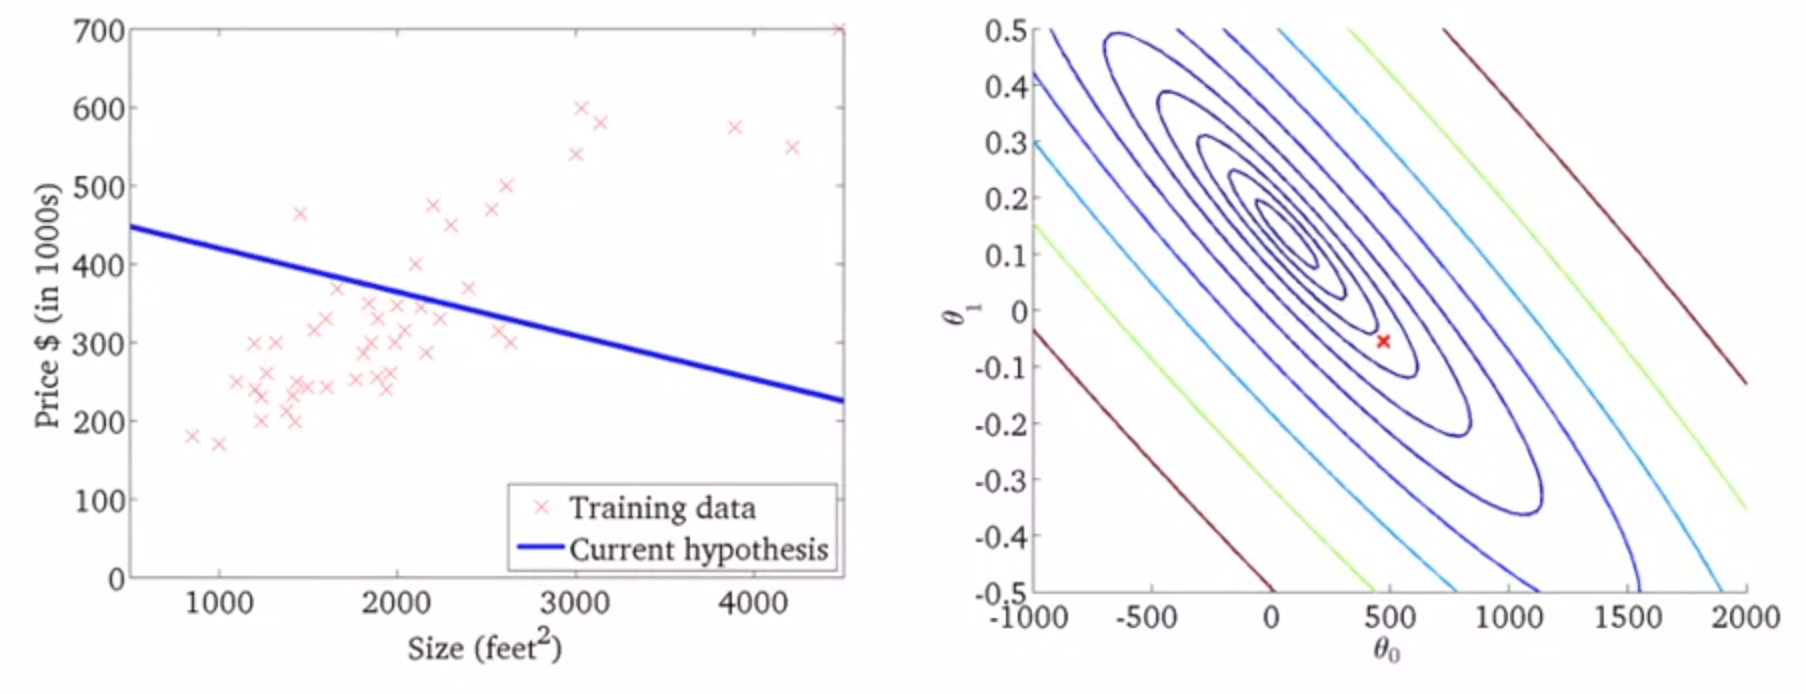 700
600
500
400
300
200
100
0
Price $ (in 1000s)
1000 2000 3000 4000
Size (feet²)
Training data
Current hypothesis
0.5
0.4
0.3
0.2
0.1
0
-0.1
-0.2
-0.3
-0.4
-0.5
θ₁
-1000 -500 0 500 1000 1500 2000
θ₀